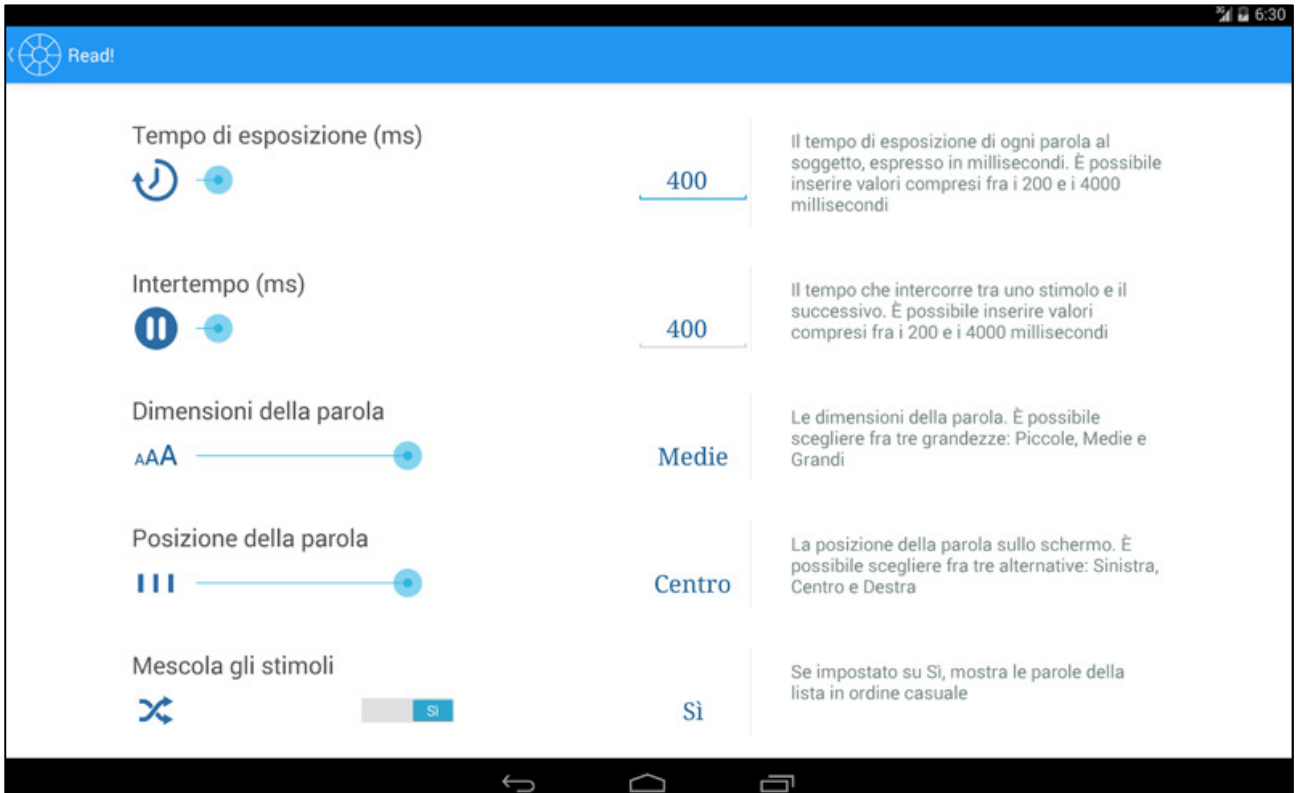 3G 6:30
Read!
Tempo di esposizione (ms)
400
Il tempo di esposizione di ogni parola al
soggetto, espresso in millisecondi. È possibile
inserire valori compresi fra i 200 e i 4000
millisecondi
Intertempo (ms)
400
Il tempo che intercorre tra uno stimolo e il
successivo. È possibile inserire valori
compresi fra i 200 e i 4000 millisecondi
Dimensioni della parola
AAA
Medie
Le dimensioni della parola. È possibile
scegliere fra tre grandezze: Piccole, Medie e
Grandi
Posizione della parola
Centro
La posizione della parola sullo schermo. È
possibile scegliere fra tre alternative: Sinistra,
Centro e Destra
Mescola gli stimoli
Sì
Sì
Se impostato su Sì, mostra le parole della
lista in ordine casuale